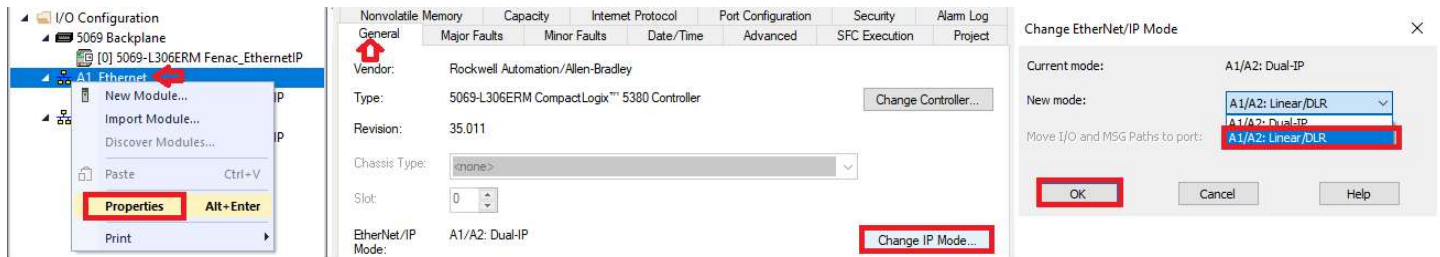 I/O Configuration
5069 Backplane
[0] 5069-L306ERM Fenac_EthernetIP
A1, Ethernet
New Module...
IP
Import Module...
Discover Modules...
IP
Paste Ctrl+V
Properties Alt+Enter
Print
Nonvolatile Memory Capacity Internet Protocol Port Configuration Security Alarm Log
General Major Faults Minor Faults Date/Time Advanced SFC Execution Project
Vendor: Rockwell Automation/Allen-Bradley
Type: 5069-L306ERM CompactLogix™ 5380 Controller Change Controller...
Revision: 35.011
Chassis Type: <none>
Slot: 0
EtherNet/IP Mode: A1/A2: Dual-IP Change IP Mode...
Change EtherNet/IP Mode
Current mode: A1/A2: Dual-IP
New mode: A1/A2: Linear/DLR
A1/A2: Dual-IP
Move I/O and MSG Paths to port: A1/A2: Linear/DLR
OK Cancel Help